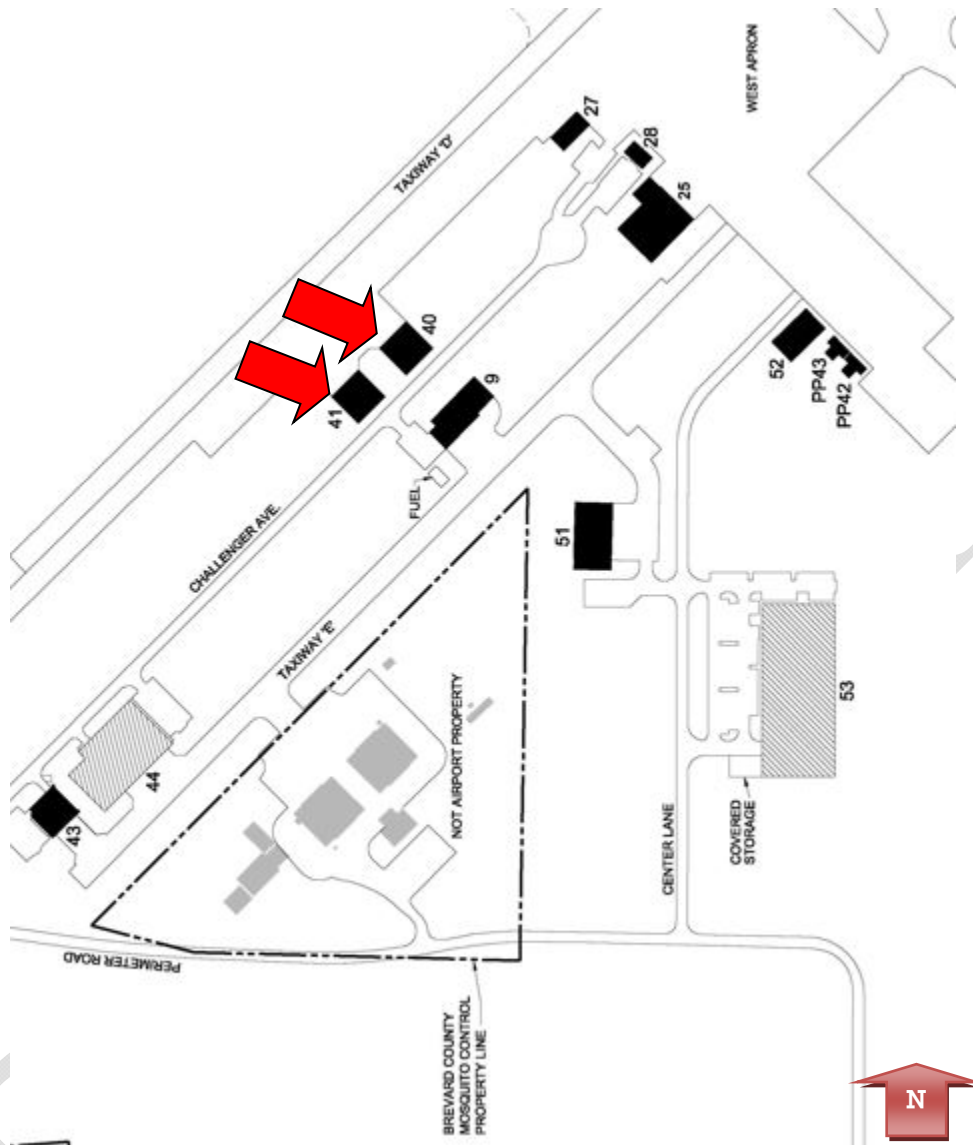 WEST APRON
27
28
TAXIWAY 'D'
25
40
41
9
52
PP43
PP42
FUEL
51
CHALLENGER AVE.
TAXIWAY 'E'
53
NOT AIRPORT PROPERTY
44
43
COVERED
STORAGE
CENTER LANE
PERIMETER ROAD
BREVARD COUNTY
MOSQUITO CONTROL
PROPERTY LINE
N